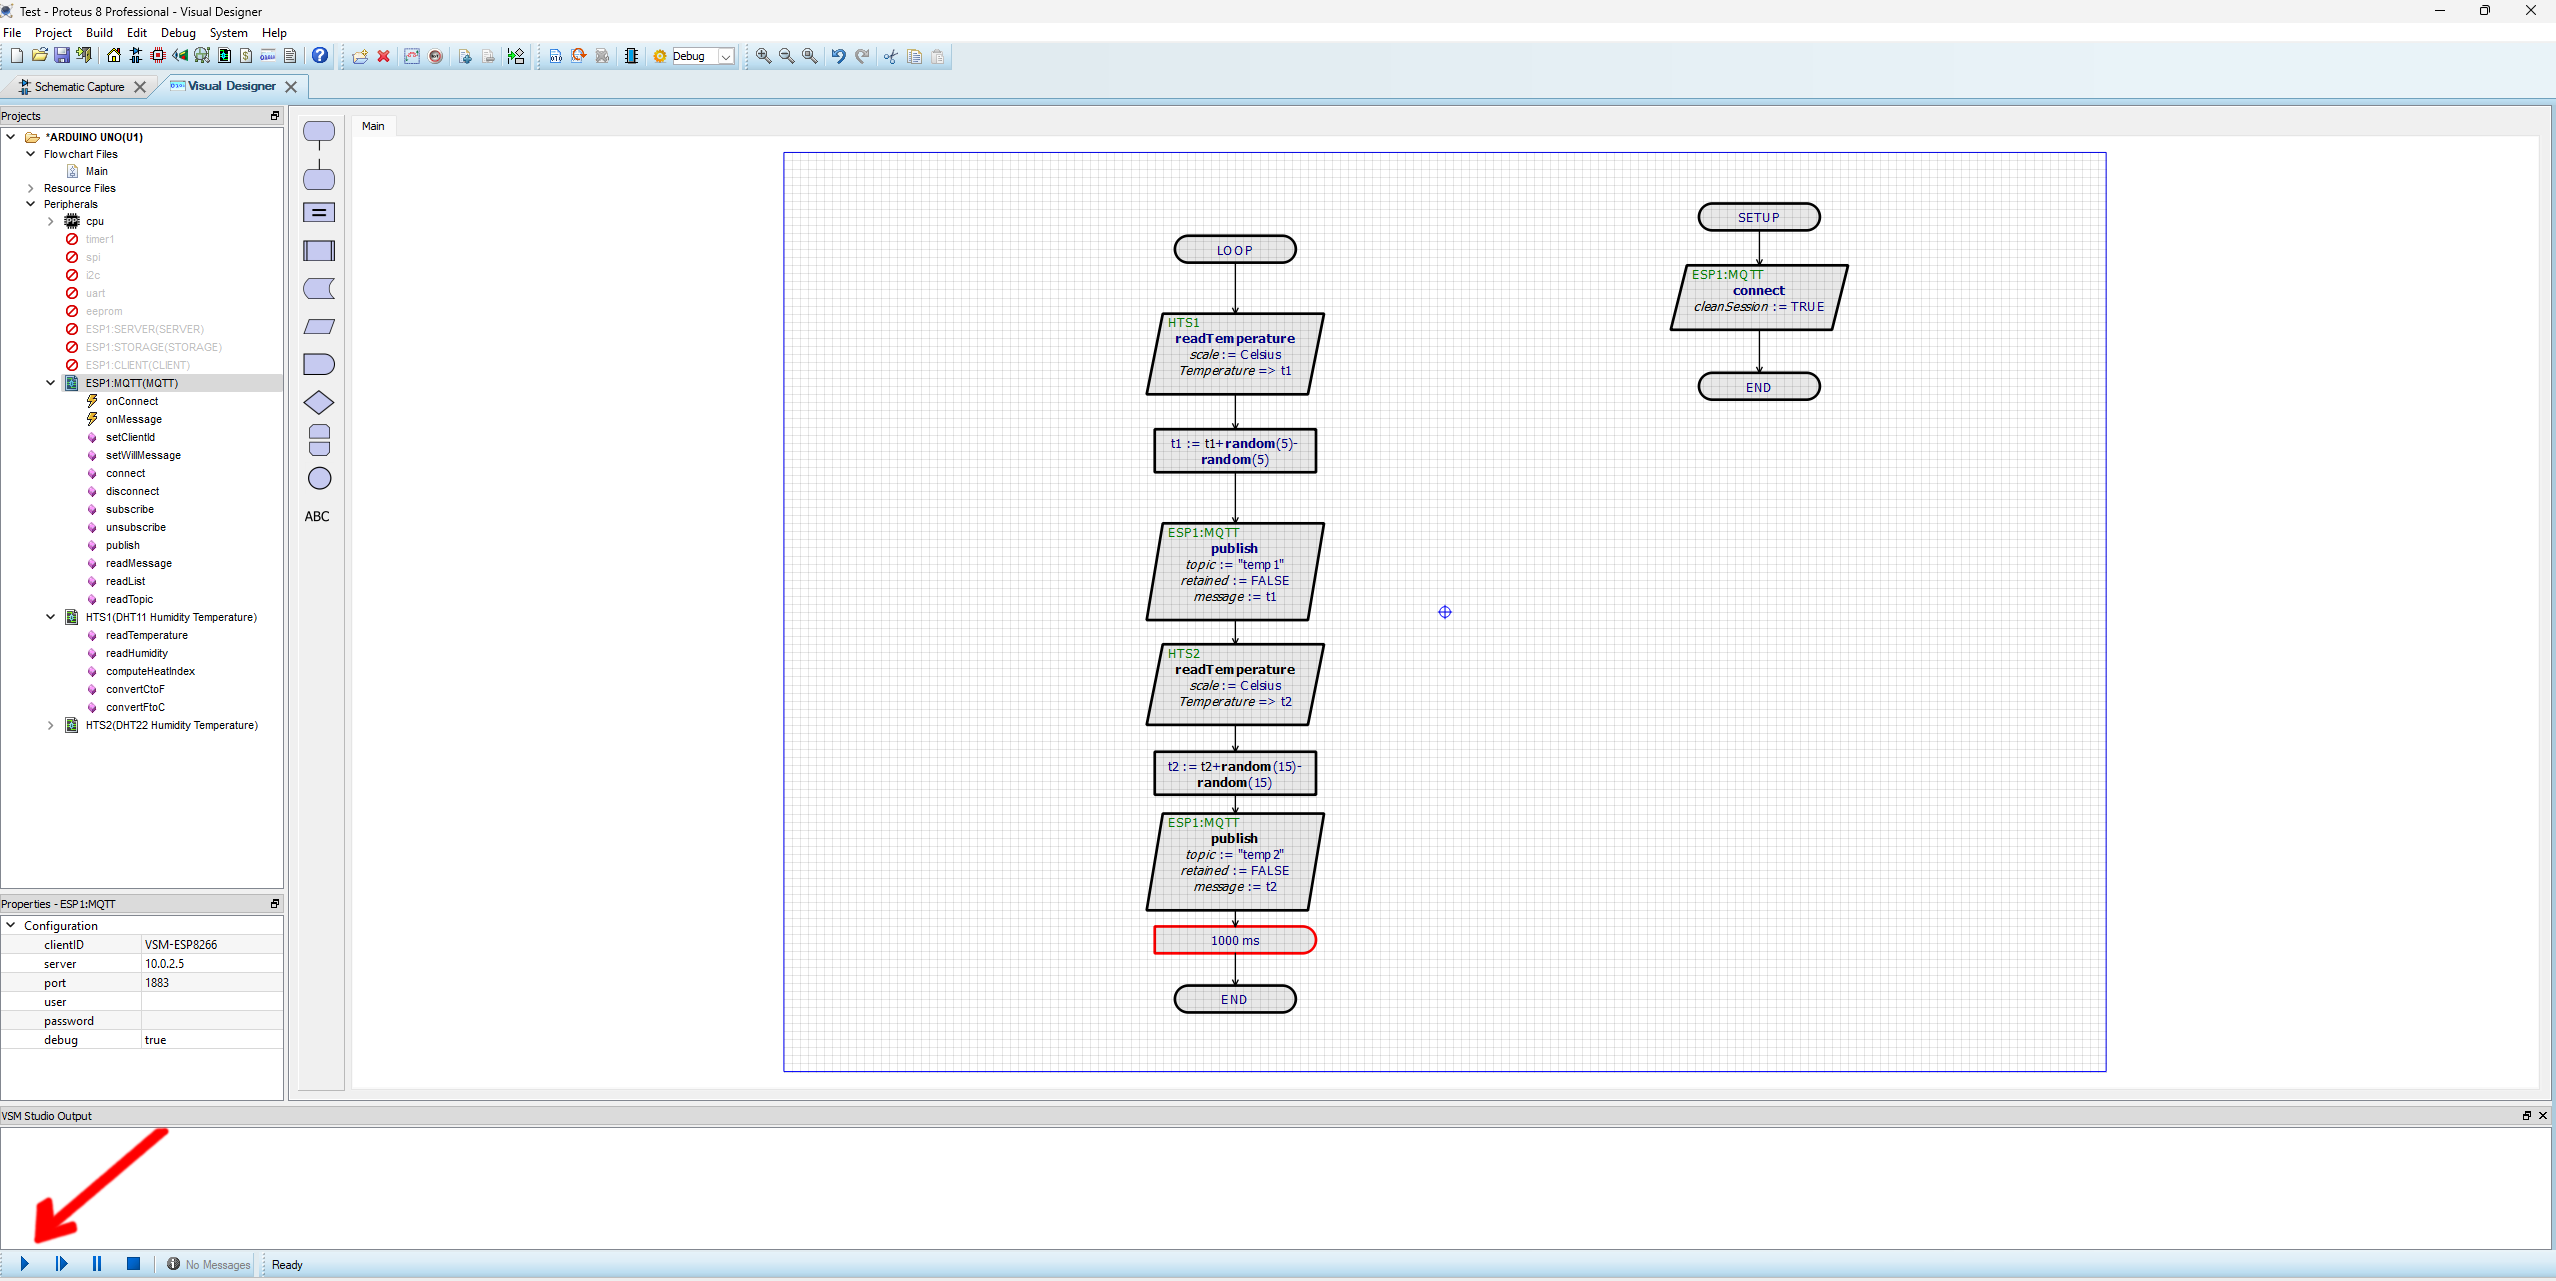 Test - Proteus 8 Professional - Visual Designer
File Project Build Edit Debug System Help
Debug
Schematic Capture Visual Designer
Projects
*ARDUINO UNO(U1)
Flowchart Files
Main
Resource Files
Peripherals
cpu
timer1
spi
i2c
uart
eeprom
ESP1:SERVER(SERVER)
ESP1:STORAGE(STORAGE)
ESP1:CLIENT(CLIENT)
ESP1:MQTT(MQTT)
onConnect
onMessage
setClientId
setWillMessage
connect
disconnect
subscribe
unsubscribe
publish
readMessage
readList
readTopic
HTS1(DHT11 Humidity Temperature)
readTemperature
readHumidity
computeHeatIndex
convertCtoF
convertFtoC
HTS2(DHT22 Humidity Temperature)
Properties - ESP1:MQTT
Configuration
clientID VSM-ESP8266
server 10.0.2.5
port 1883
user
password
debug true
ABC
Main
LOOP
HTS1
readTemperature
scale := Celsius
Temperature => t1
t1 := t1+random(5)-
random(5)
ESP1:MQTT
publish
topic := "temp1"
retained := FALSE
message := t1
HTS2
readTemperature
scale := Celsius
Temperature => t2
t2 := t2+random(15)-
random(15)
ESP1:MQTT
publish
topic := "temp2"
retained := FALSE
message := t2
1000 ms
END
SETUP
ESP1:MQTT
connect
cleanSession := TRUE
END
VSM Studio Output
No Messages Ready